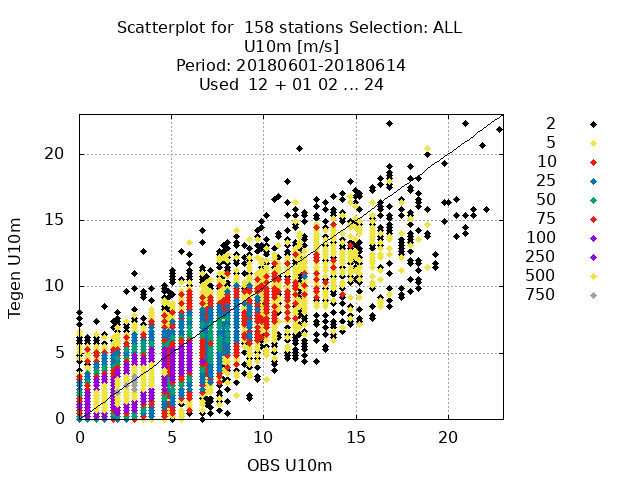 Scatterplot for  158 stations Selection: ALL
U10m [m/s]
Period: 20180601-20180614
Used  12 + 01 02 ... 24
Tegen U10m
20
15
10
5
0
0 5 10 15 20
OBS U10m
2
5
10
25
50
75
100
250
500
750